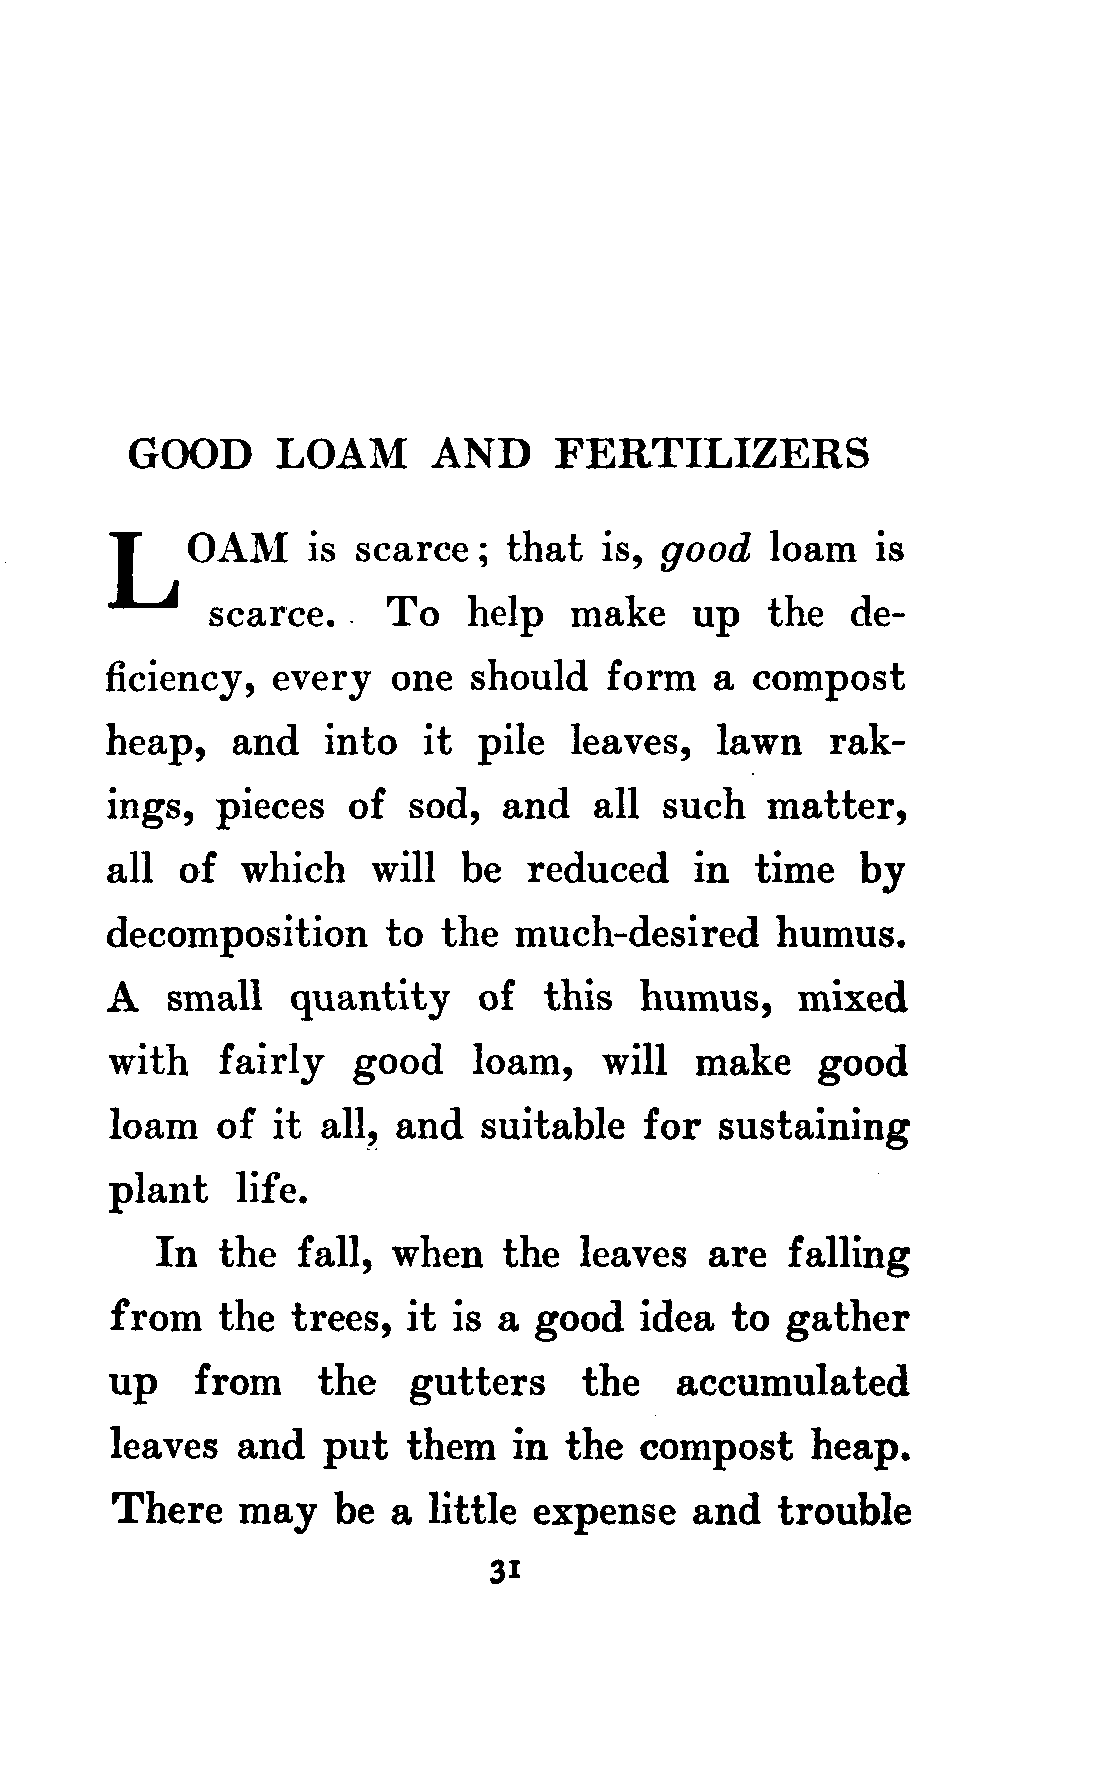 GOOD LOAM AND FERTILIZERS
LOAM is scarce; that is, good loam is
scarce. To help make up the de-
ficiency, every one should form a compost
heap, and into it pile leaves, lawn rak-
ings, pieces of sod, and all such matter,
all of which will be reduced in time by
decomposition to the much-desired humus.
A small quantity of this humus, mixed
with fairly good loam, will make good
loam of it all, and suitable for sustaining
plant life.
In the fall, when the leaves are falling
from the trees, it is a good idea to gather
up from the gutters the accumulated
leaves and put them in the compost heap.
There may be a little expense and trouble
31